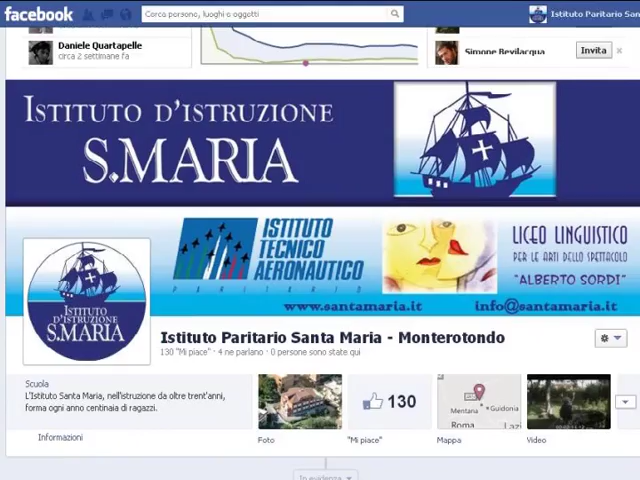 facebook
Cerca persone, luoghi e oggetti
Istituto Paritario San
Daniele Quartapelle
circa 2 settimane fa
Simone Bevilacqua
Invita
ISTITUTO D'ISTRUZIONE
S.MARIA
ISTITUTO
TECNICO
AERONAUTICO
PARITARIO
LICEO LINGUISTICO
PER LE ARTI DELLO SPETTACOLO
"ALBERTO SORDI"
www.santamaria.it
info@santamaria.it
ISTITUTO
D'ISTRUZIONE
S.MARIA
Istituto Paritario Santa Maria - Monterotondo
130 "Mi piace" · 4 ne parlano · 0 persone sono state qui
Scuola
L'Istituto Santa Maria, nell'istruzione da oltre trent'anni,
forma ogni anno centinaia di ragazzi.
Informazioni
130
Mentana
Guidonia
Roma
Lazi
Foto
"Mi piace"
Mappa
Video
In evidenza